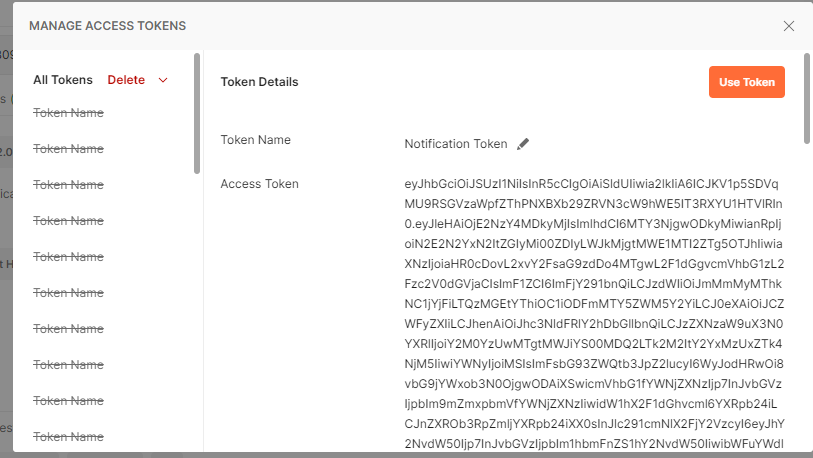 MANAGE ACCESS TOKENS
All Tokens Delete
Token Name
Token Name
Token Name
Token Name
Token Name
Token Name
Token Name
Token Name
Token Name
Token Name
Token Details
Use Token
Token Name
Notification Token
Access Token
eyJhbGciOiJSUzI1NiIsInR5cCIgOiAiSldUIiwia2lkIiA6ICJKV1p5SDVq
MU9RSGVzaWpfZThPNXBXb29ZRVN3cW9hWE5IT3RXYU1HTVlRIn
0.eyJleHAiOjE2NzY4MDkyMjIsImlhdCI6MTY3NjgwODkyMiwianRpIj
oiN2E2N2YxN2ItZGIyMi00ZDIyLWJkMjgtMWE1MTI2ZTg5OTJhIiwia
XNzIjoiaHR0cDovL2xvY2FsaG9zdDo4MTgwL2F1dGgvcmVhbG1zL2
Fzc2V0dGVjaCIsImF1ZCI6ImFjY291bnQiLCJzdWIiOiJmMmMyMThk
NC1jYjFiLTQzMGEtYThiOC1iODFmMTY5ZWM5Y2YiLCJ0eXAiOiJCZ
WFyZXIiLCJhenAiOiJhc3NldFRlY2hDbGllbnQiLCJzZXNzaW9uX3N0
YXRlIjoiY2M0YzUwMTgtMWJiYS00MDQ2LTk2M2ItY2YxMzUxZTk4
NjM5IiwiYWNyIjoiMSIsImFsbG93ZWQtb3JpZ2lucyI6WyJodHRwOi8
vbG9jYWxob3N0OjgwODAiXSwicmVhbG1fYWNjZXNzIjp7InJvbGVz
IjpbIm9mZmxpbmVfYWNjZXNzIiwidW1hX2F1dGhvcml6YXRpb24iL
CJnZXROb3RpZmljYXRpb24iXX0sInJlc291cmNlX2FjY2VzcyI6eyJhY
2NvdW50Ijp7InJvbGVzIjpbIm1hbmFnZS1hY2NvdW50IiwibWFuYWdl